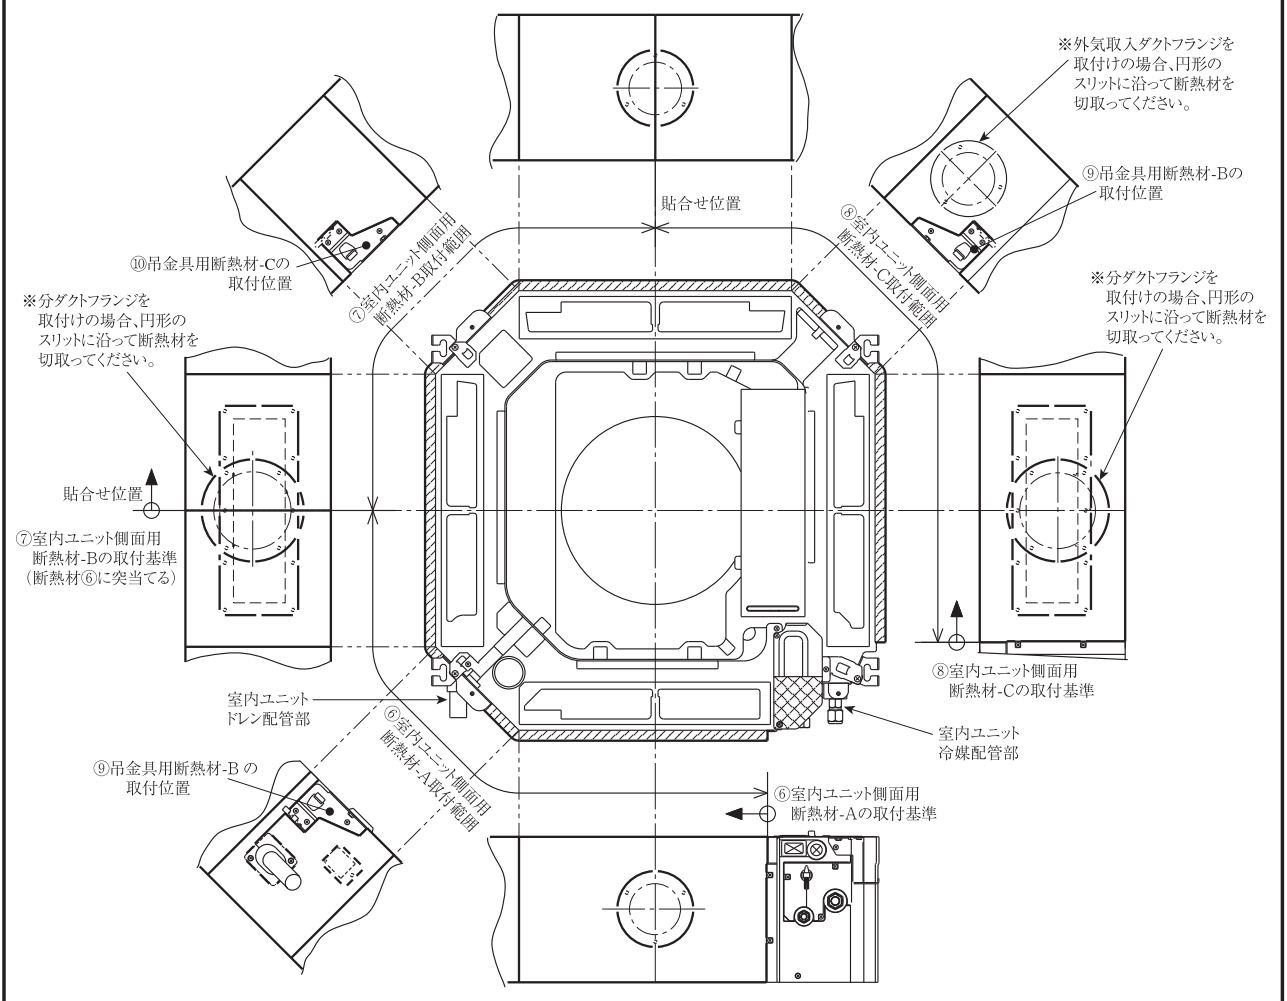 ※外気取入ダクトフランジを
取付けの場合、円形の
スリットに沿って断熱材を
切取ってください。
⑨吊金具用断熱材-Bの
取付位置
貼合せ位置
⑧室内ユニット側面用
断熱材-C取付範囲
⑩吊金具用断熱材-Cの
取付位置
⑦室内ユニット側面用
断熱材-B取付範囲
※分ダクトフランジを
取付けの場合、円形の
スリットに沿って断熱材を
切取ってください。
※分ダクトフランジを
取付けの場合、円形の
スリットに沿って断熱材を
切取ってください。
貼合せ位置
⑦室内ユニット側面用
断熱材-Bの取付基準
（断熱材⑥に突当てる）
⑧室内ユニット側面用
断熱材-Cの取付基準
室内ユニット
ドレン配管部
⑥室内ユニット側面用
断熱材-A取付範囲
室内ユニット
冷媒配管部
⑨吊金具用断熱材-Bの
取付位置
⑥室内ユニット側面用
断熱材-Aの取付基準